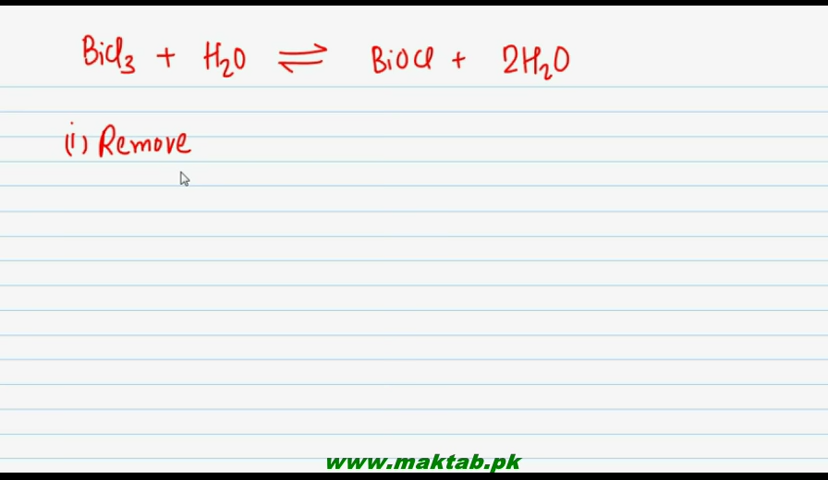 BiCl3 + H2O ⇌ BiOCl + 2H2O
(i) Remove
www.maktab.pk